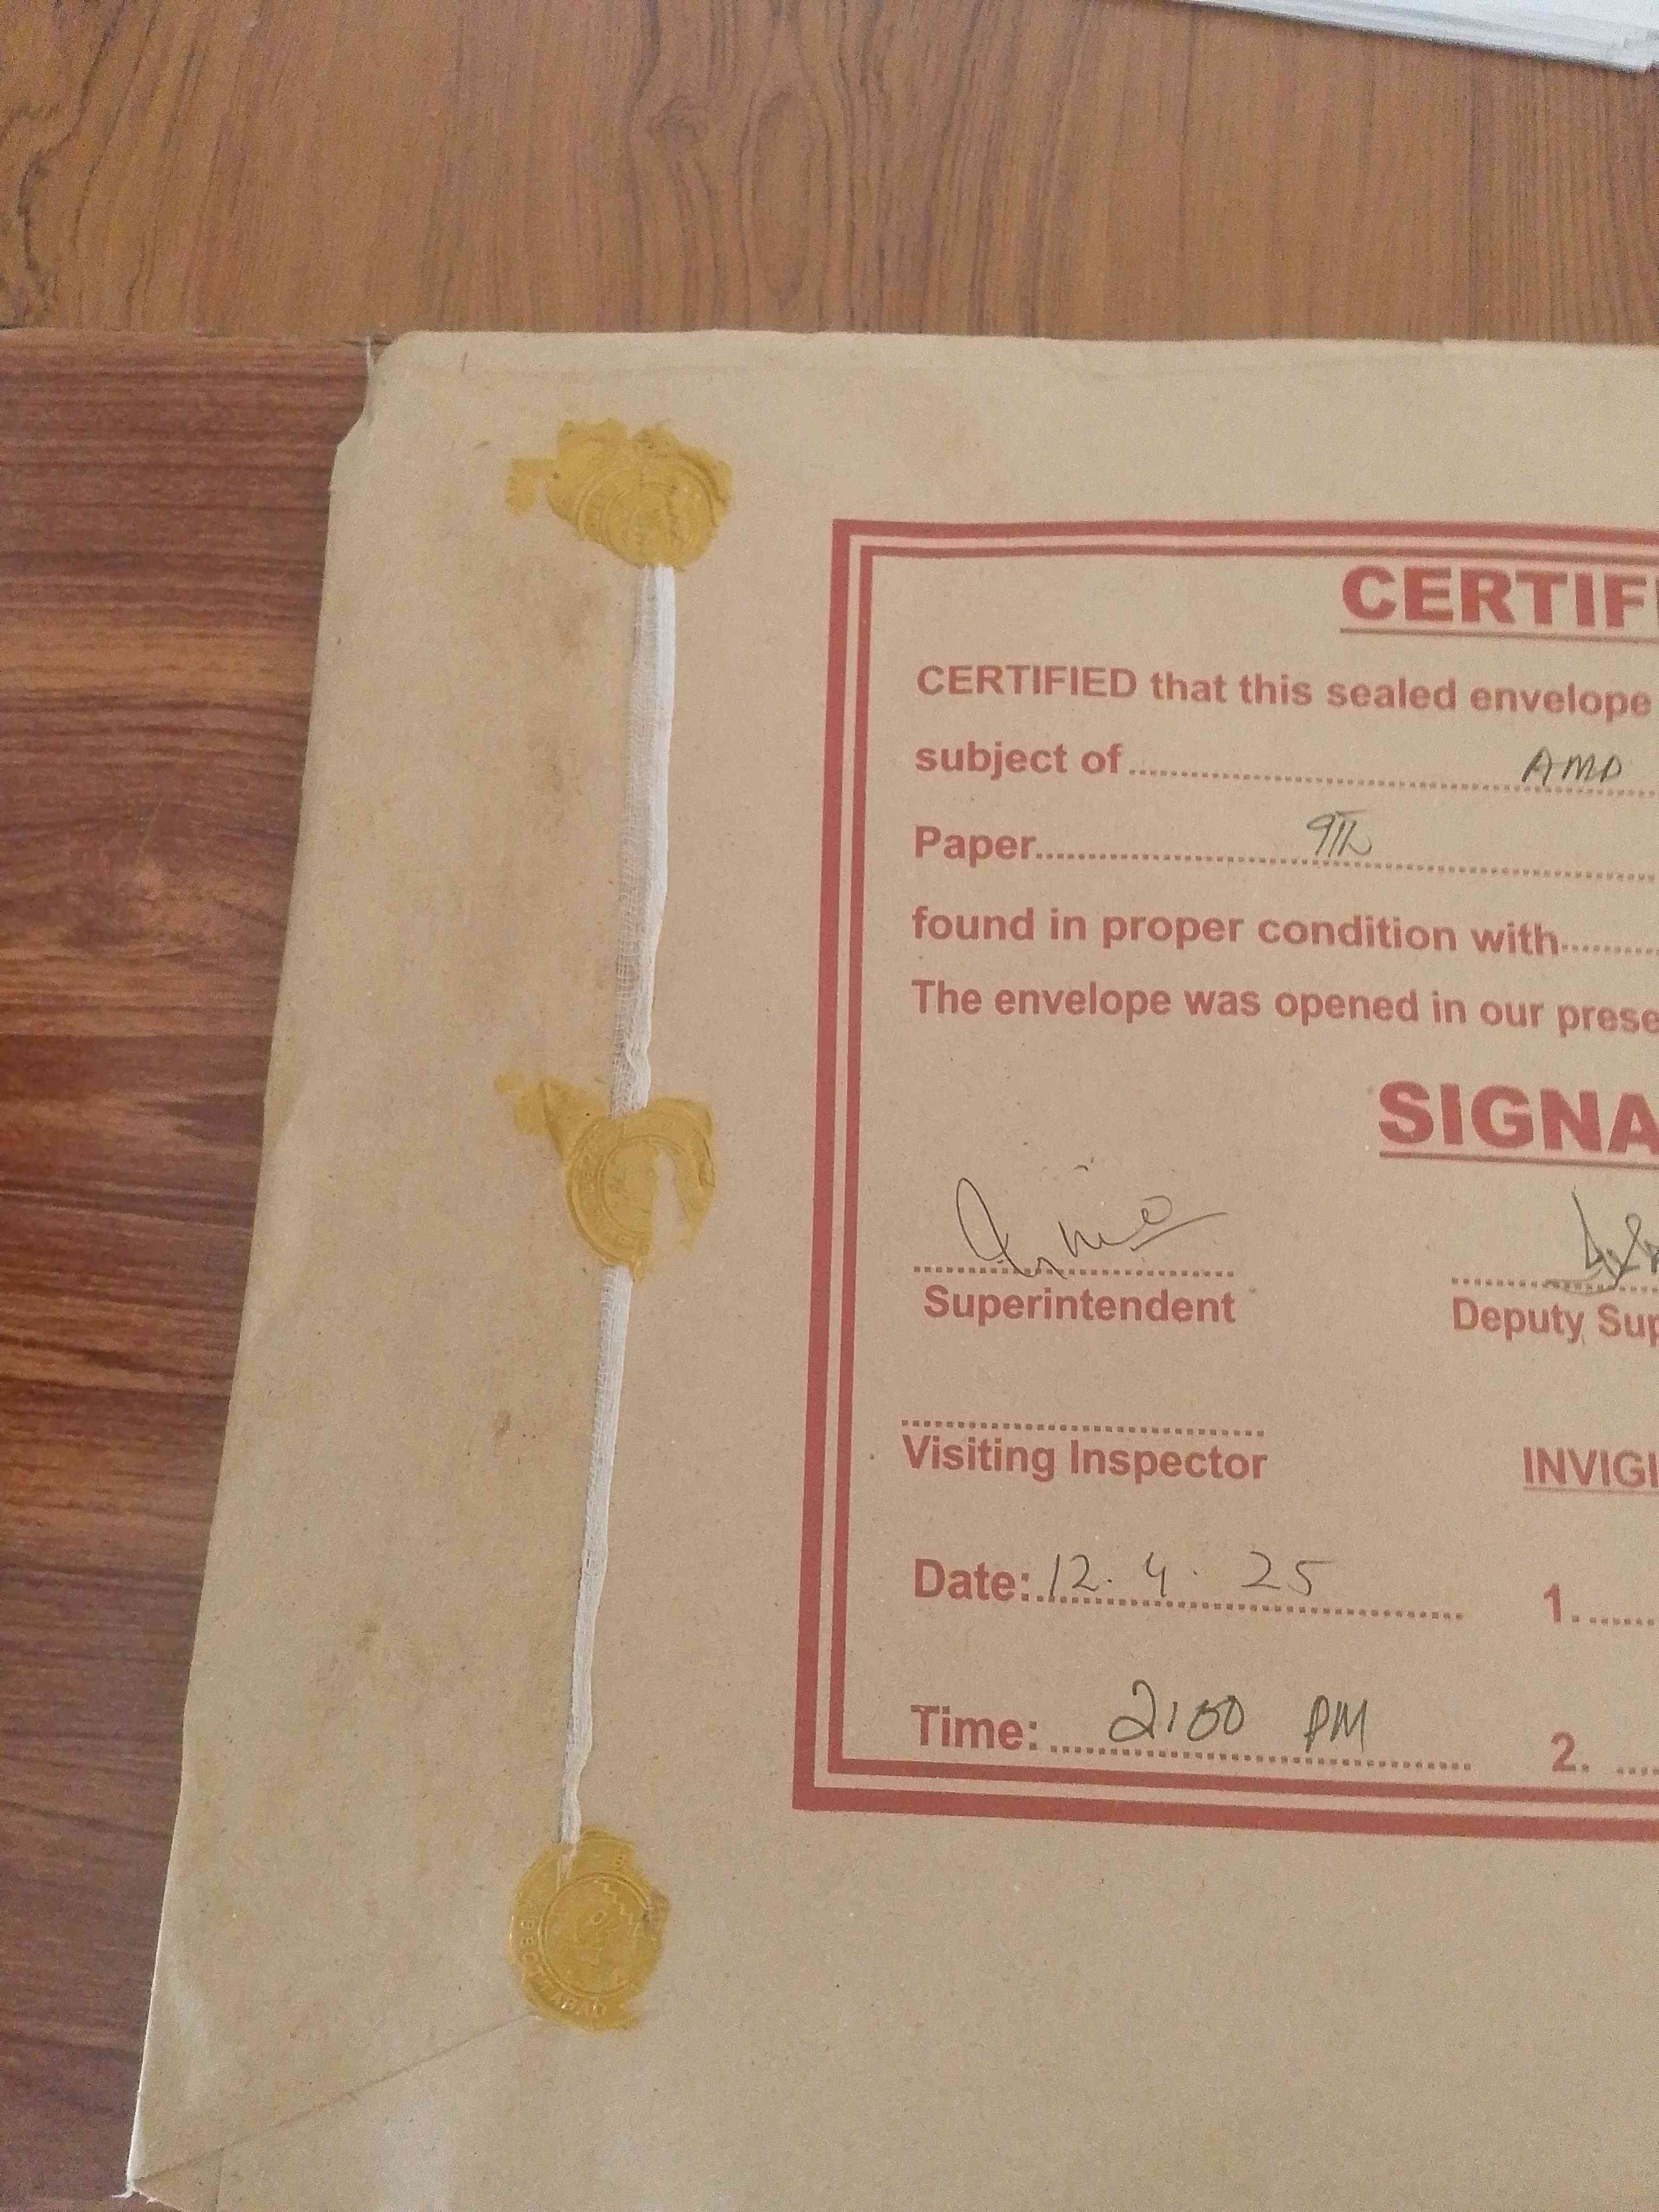 CERTIF
CERTIFIED that this sealed envelope
subject of AMD
Paper 9th
found in proper condition with
The envelope was opened in our prese
SIGNA
Superintendent
Deputy Sup
Visiting Inspector
INVIGI
Date: 12. 4. 25
1.
Time: 2:00 PM
2.
ABBOTTABAD